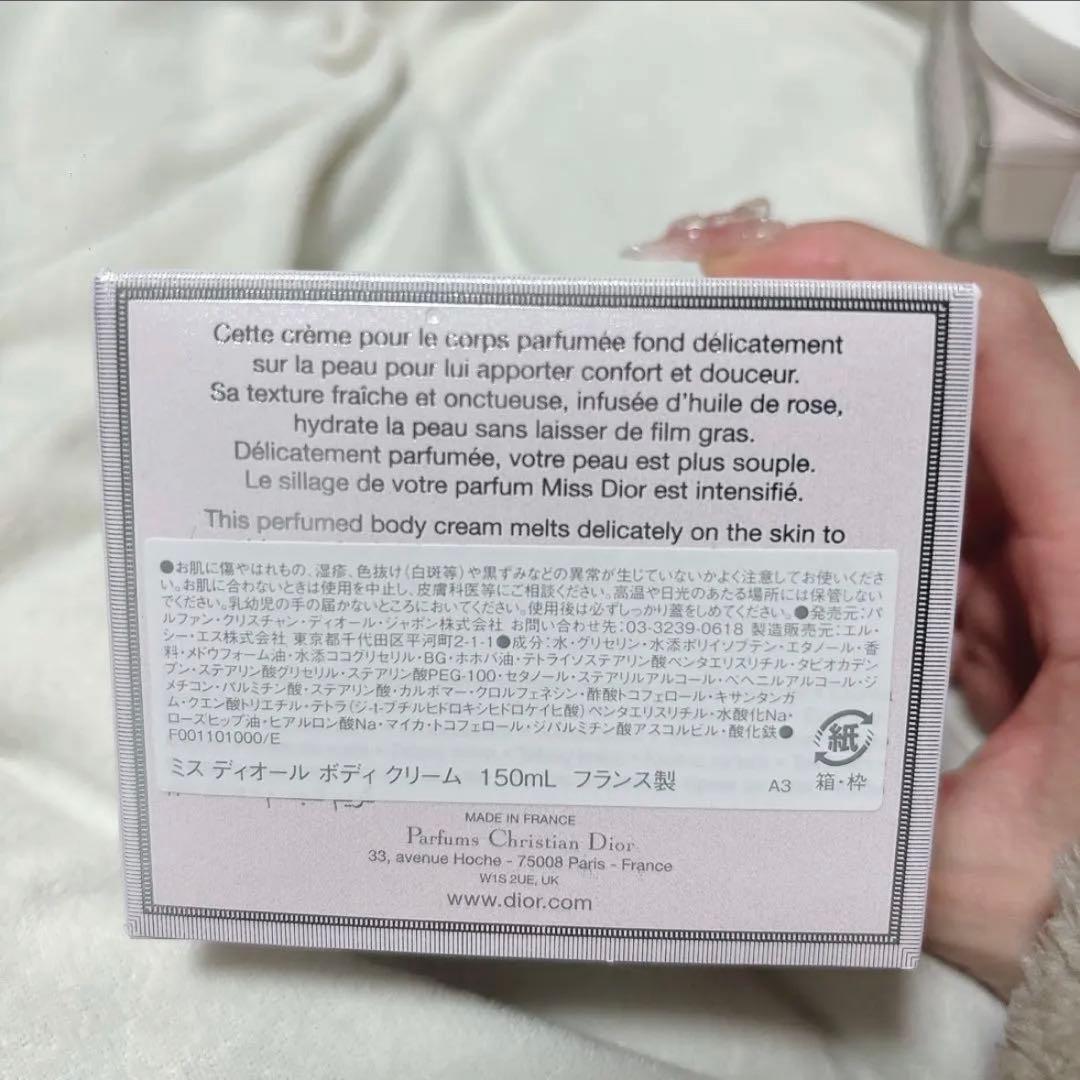 Cette crème pour le corps parfumée fond délicatement
sur la peau pour lui apporter confort et douceur.
Sa texture fraîche et onctueuse, infusée d'huile de rose,
hydrate la peau sans laisser de film gras.
Délicatement parfumée, votre peau est plus souple.
Le sillage de votre parfum Miss Dior est intensifié.
This perfumed body cream melts delicately on the skin to
●お肌に傷やはれもの、湿疹、色抜け(白斑等)や黒ずみなどの異常が生じていないかよく注意してお使いくださ
い。お肌に合わないときは使用を中止し、皮膚科医等にご相談ください。高温や日光のあたる場所には保管しない
でください。乳幼児の手の届かないところにおいてください。使用後は必ずしっかり蓋をしめてください。●発売元:パ
ルファン・クリスチャン・ディオール・ジャポン株式会社 お問い合わせ先:03-3239-0618 製造販売元:エル・
シー・エス株式会社 東京都千代田区平河町2-1-1●成分:水・グリセリン・水添ポリイソブテン・エタノール・香
料・メドウフォーム油・水添ココグリセリル・BG・ホホバ油・テトライソステアリン酸ペンタエリスリチル・タピオカデン
プン・ステアリン酸グリセリル・ステアリン酸PEG-100・セタノール・ステアリルアルコール・ベヘニルアルコール・ジ
メチコン・パルミチン酸・ステアリン酸・カルボマー・クロルフェネシン・酢酸トコフェロール・キサンタンガ
ム・クエン酸トリエチル・テトラ(ジ-t-ブチルヒドロキシヒドロケイヒ酸)ペンタエリスリチル・水酸化Na・
ローズヒップ油・ヒアルロン酸Na・マイカ・トコフェロール・ジパルミチン酸アスコルビル・酸化鉄●
F001101000/E
紙
ミス ディオール ボディ クリーム 150mL フランス製 A3 箱・枠
MADE IN FRANCE
Parfums Christian Dior
33, avenue Hoche - 75008 Paris - France
W1S 2UE, UK
www.dior.com